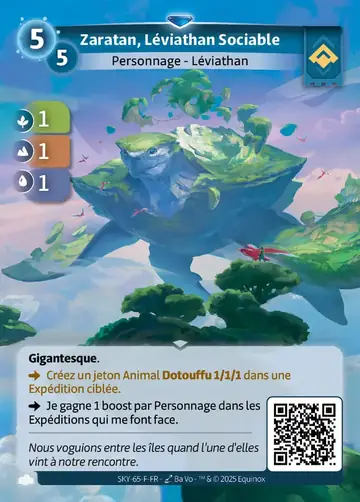 5
5
Zaratan, Léviathan Sociable
Personnage - Léviathan
1
1
1
Gigantesque.
Créez un jeton Animal Dotouffu 1/1/1 dans une
Expédition ciblée.
Je gagne 1 boost par Personnage dans les
Expéditions qui me font face.
Nous voguions entre les îles quand l'une d'elles
vint à notre rencontre.
SKY-65-F-FR - Ba Vo - ™ & © 2025 Equinox